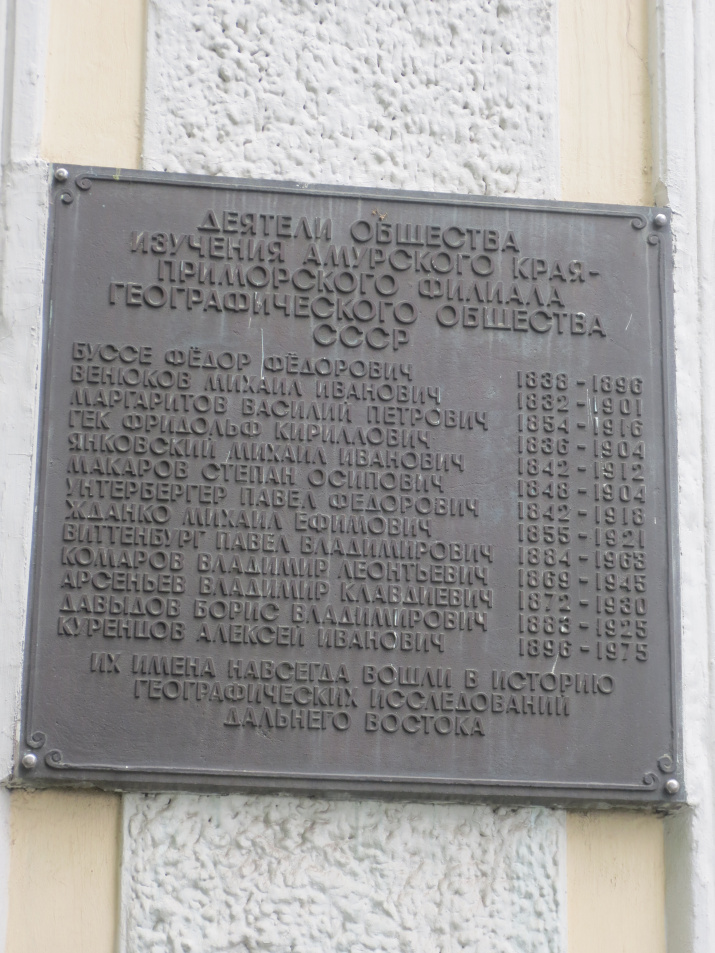 ДЕЯТЕЛИ ОБЩЕСТВА
ИЗУЧЕНИЯ АМУРСКОГО КРАЯ-
ПРИМОРСКОГО ФИЛИАЛА
ГЕОГРАФИЧЕСКОГО ОБЩЕСТВА
СССР
БУССЕ ФЁДОР ФЁДОРОВИЧ 1838-1896
ВЕНЮКОВ МИХАИЛ ИВАНОВИЧ 1832-1901
МАРГАРИТОВ ВАСИЛИЙ ПЕТРОВИЧ 1854-1916
ГЕК ФРИДОЛЬФ КИРИЛЛОВИЧ 1836-1904
ЯНКОВСКИЙ МИХАИЛ ИВАНОВИЧ 1842-1912
МАКАРОВ СТЕПАН ОСИПОВИЧ 1848-1904
УНТЕРБЕРГЕР ПАВЕЛ ФЕДОРОВИЧ 1842-1918
ЖДАНКО МИХАИЛ ЕФИМОВИЧ 1855-1921
ВИТТЕНБУРГ ПАВЕЛ ВЛАДИМИРОВИЧ 1884-1963
КОМАРОВ ВЛАДИМИР ЛЕОНТЬЕВИЧ 1869-1945
АРСЕНЬЕВ ВЛАДИМИР КЛАВДИЕВИЧ 1872-1930
ДАВЫДОВ БОРИС ВЛАДИМИРОВИЧ 1883-1925
КУРЕНЦОВ АЛЕКСЕЙ ИВАНОВИЧ 1896-1975
ИХ ИМЕНА НАВСЕГДА ВОШЛИ В ИСТОРИЮ
ГЕОГРАФИЧЕСКИХ ИССЛЕДОВАНИЙ
ДАЛЬНЕГО ВОСТОКА